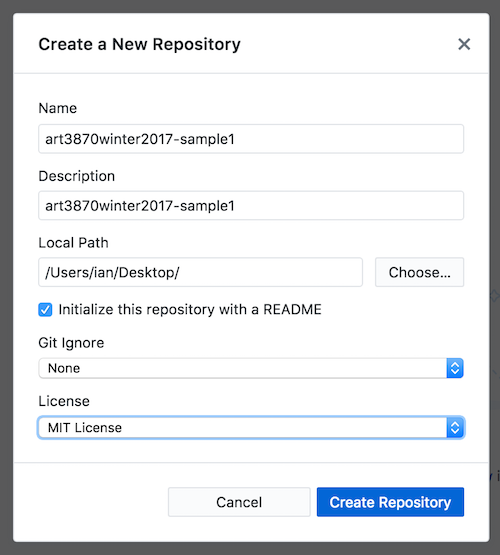 Create a New Repository
Name
art3870winter2017-sample1
Description
art3870winter2017-sample1
Local Path
/Users/ian/Desktop/
Choose...
Initialize this repository with a README
Git Ignore
None
License
MIT License
Cancel
Create Repository